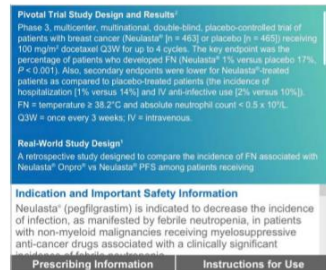 Pivotal Trial Study Design and Results²
Phase 3, multicenter, multinational, double-blind, placebo-controlled trial of
patients with breast cancer (Neulasta® [n = 463] or placebo [n = 465]) receiving
100 mg/m² docetaxel Q3W for up to 4 cycles. The key endpoint was the
percentage of patients who developed FN (Neulasta® 1% versus placebo 17%,
P < 0.001). Also, secondary endpoints were lower for Neulasta®-treated
patients as compared to placebo-treated patients (the incidence of
hospitalization [1% versus 14%] and IV anti-infective use [2% versus 10%]).
FN = temperature ≥ 38.2°C and absolute neutrophil count < 0.5 x 10⁹/L.
Q3W = once every 3 weeks; IV = intravenous.
Real-World Study Design¹
A retrospective study designed to compare the incidence of FN associated with
Neulasta® Onpro® vs Neulasta® PFS among patients receiving
Indication and Important Safety Information
Neulasta® (pegfilgrastim) is indicated to decrease the incidence
of infection, as manifested by febrile neutropenia, in patients
with non-myeloid malignancies receiving myelosuppressive
anti-cancer drugs associated with a clinically significant
incidence of febrile neutropenia
Prescribing Information
Instructions for Use